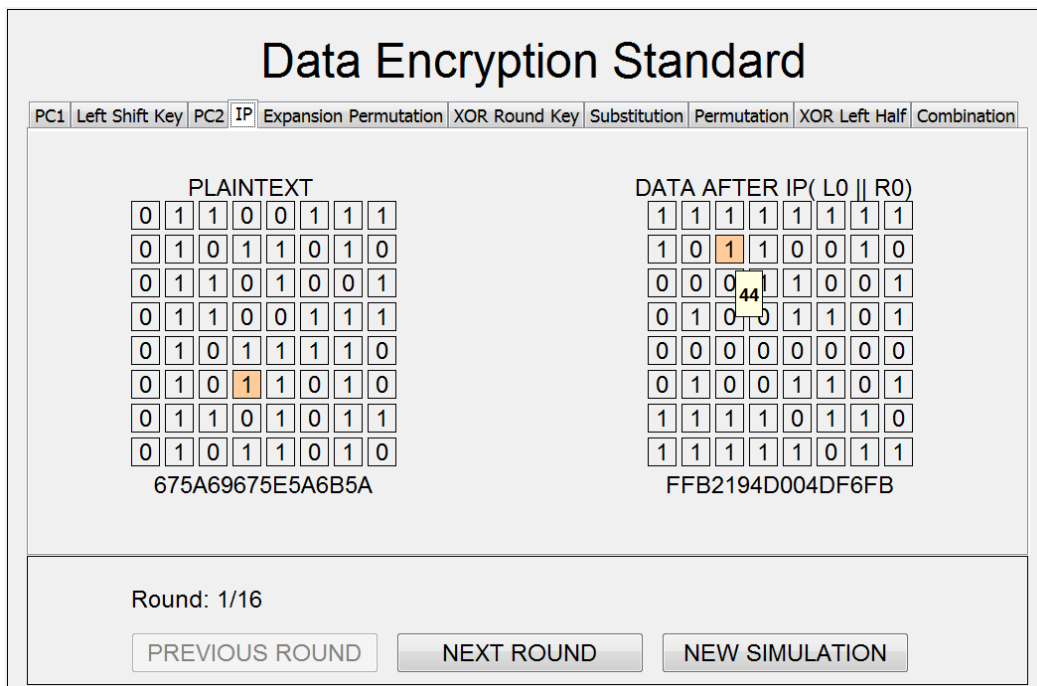 Data Encryption Standard
PC1 Left Shift Key PC2 IP Expansion Permutation XOR Round Key Substitution Permutation XOR Left Half Combination
PLAINTEXT DATA AFTER IP( L0 || R0)
0 1 1 0 0 1 1 1 1 1 1 1 1 1 1 1
0 1 0 1 1 0 1 0 1 0 1 1 0 0 1 0
0 1 1 0 1 0 0 1 0 0 0 1 1 0 0 1
44
0 1 1 0 0 1 1 1 0 1 0 0 1 1 0 1
0 1 0 1 1 1 1 0 0 0 0 0 0 0 0 0
0 1 0 1 1 0 1 0 0 1 0 0 1 1 0 1
0 1 1 0 1 0 1 1 1 1 1 1 0 1 1 0
0 1 0 1 1 0 1 0 1 1 1 1 1 0 1 1
675A69675E5A6B5A FFB2194D004DF6FB
Round: 1/16
PREVIOUS ROUND NEXT ROUND NEW SIMULATION